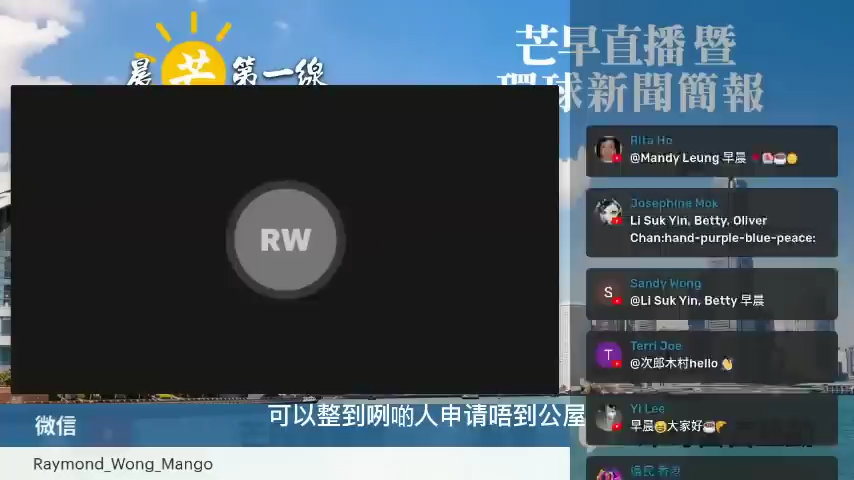 晨芒第一線
芒早直播暨
環球新聞簡報
RW
Rita Ho
@Mandy Leung 早晨
Josephine Mok
Li Suk Yin, Betty, Oliver
Chan:hand-purple-blue-peace:
Sandy Wong
S
@Li Suk Yin, Betty 早晨
Terri Joe
T
@次郎木村hello
Yi Lee
早晨😆大家好☕🥐
可以整到咧啲人申请唔到公屋
微信
Raymond_Wong_Mango